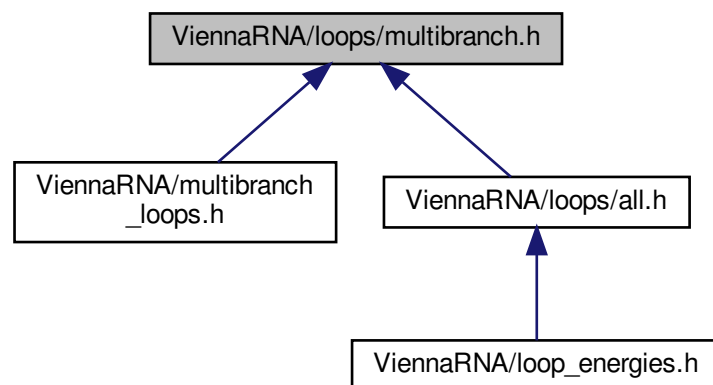 ViennaRNA/loops/multibranch.h
ViennaRNA/multibranch
_loops.h
ViennaRNA/loops/all.h
ViennaRNA/loop_energies.h